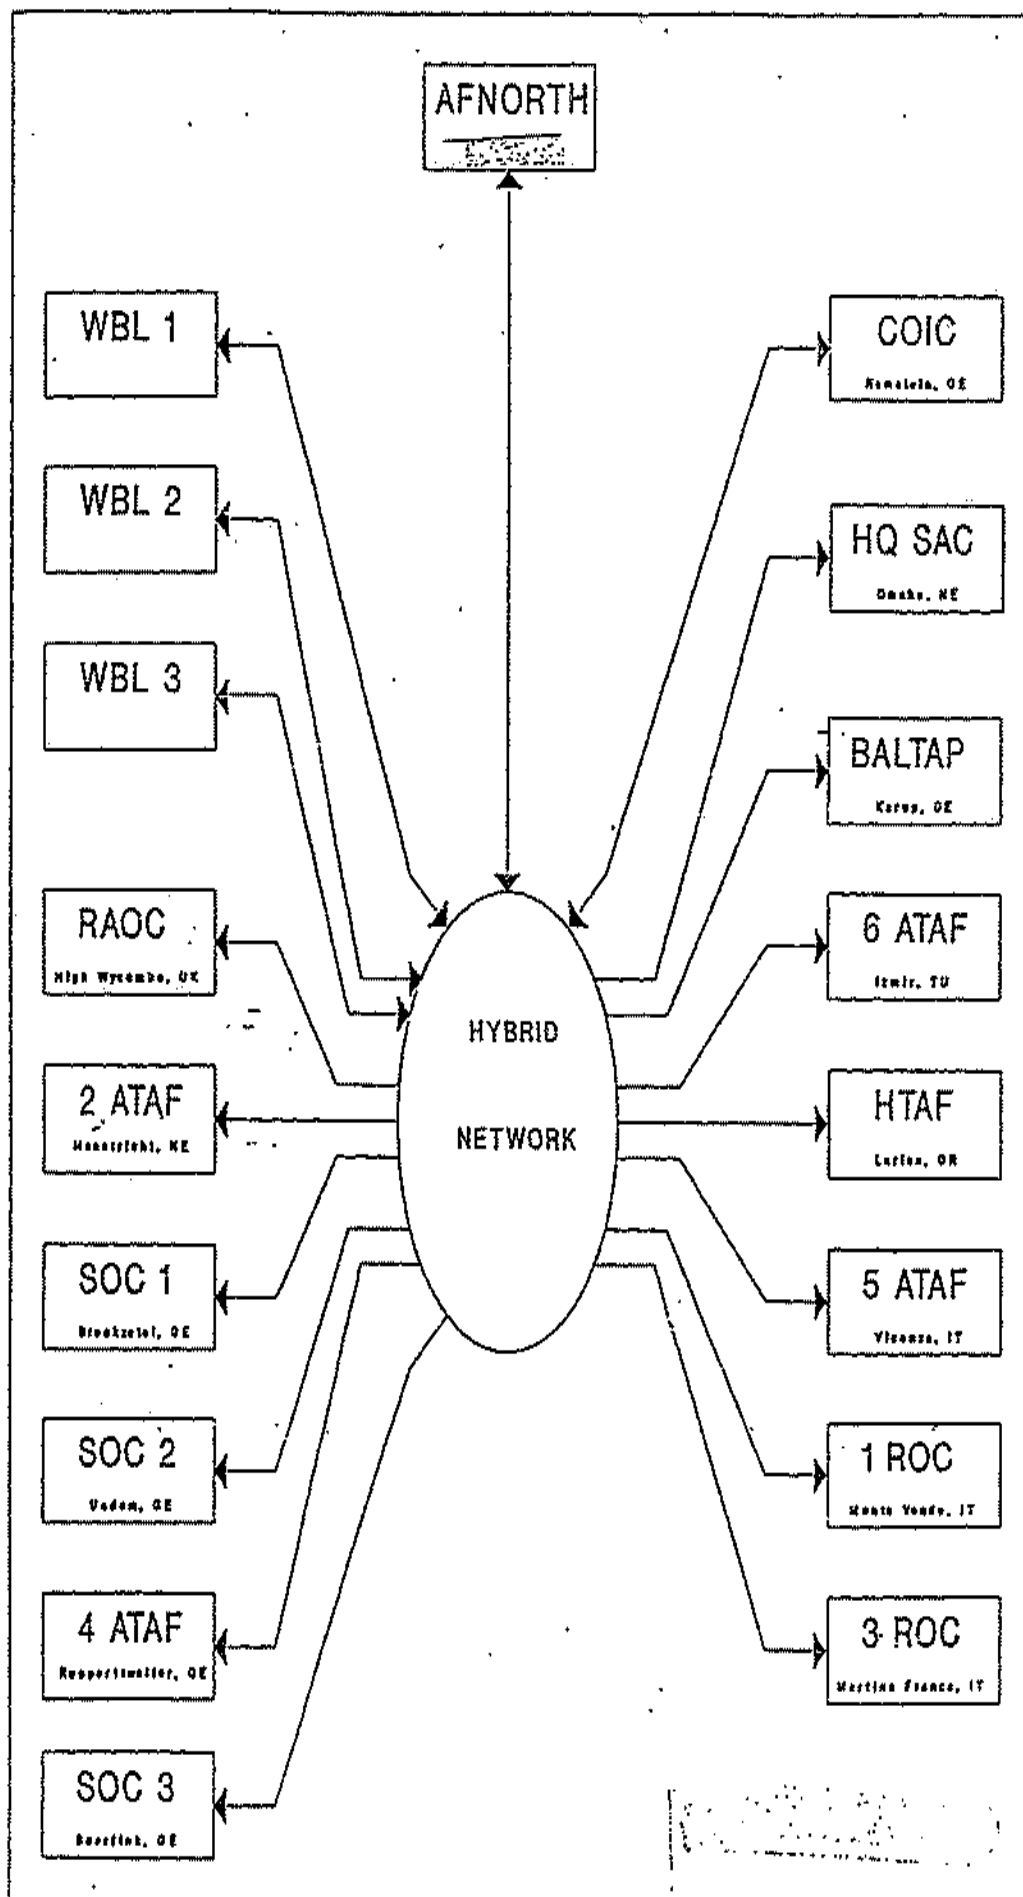 AFNORTH
WBL 1
WBL 2
WBL 3
RAOC
High Wycombe, UK
2 ATAF
SOC 1
SOC 2
Uedem, GE
4 ATAF
SOC 3
HYBRID
NETWORK
COIC
HQ SAC
Omaha, NE
BALTAP
Karup, DE
6 ATAF
Izmir, TU
HTAF
GR
5 ATAF
Vicenza, IT
1 ROC
Monte Venda, IT
3 ROC
Martina Franca, IT